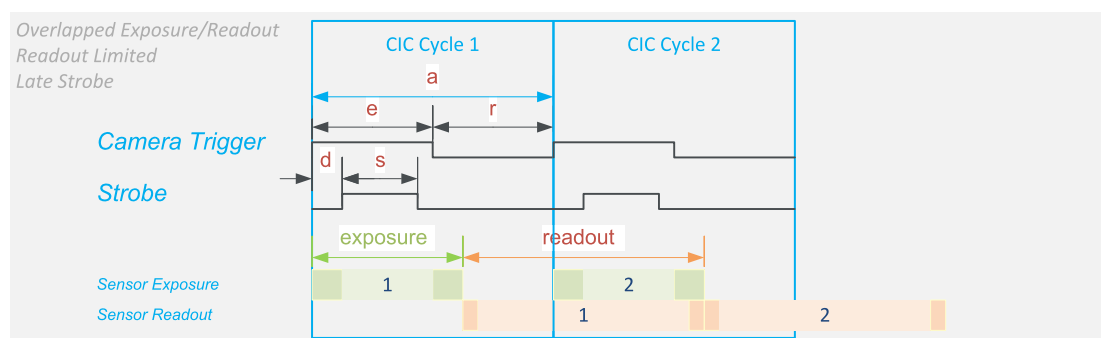 Overlapped Exposure/Readout
Readout Limited
Late Strobe
CIC Cycle 1
CIC Cycle 2
a
e
r
Camera Trigger
d
s
Strobe
exposure
readout
Sensor Exposure
1
2
Sensor Readout
1
2